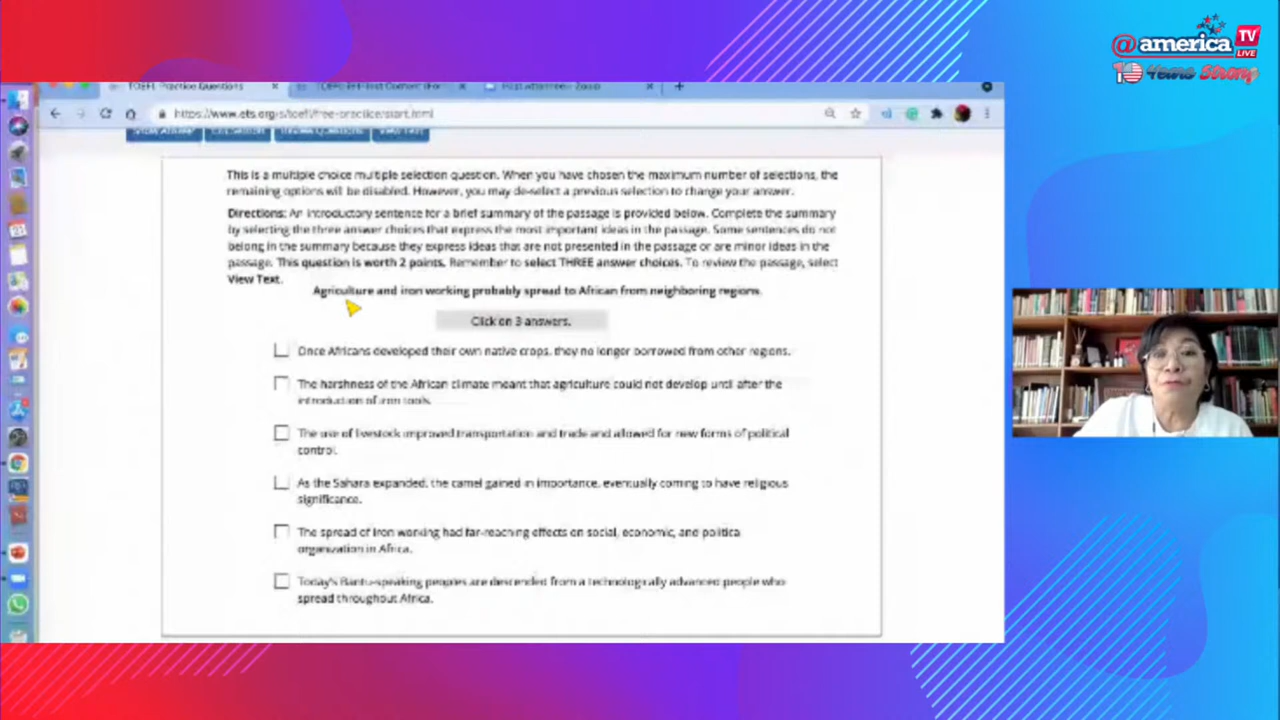 @america TV
LIVE
10 Years Strong
TOEFL Practice Questions
https://www.ets.org/s/toefl/free-practice/start.html
Show Answer Exit Section Review Questions View Text
This is a multiple choice multiple selection question. When you have chosen the maximum number of selections, the
remaining options will be disabled. However, you may de-select a previous selection to change your answer.
Directions: An introductory sentence for a brief summary of the passage is provided below. Complete the summary
by selecting the three answer choices that express the most important ideas in the passage. Some sentences do not
belong in the summary because they express ideas that are not presented in the passage or are minor ideas in the
passage. This question is worth 2 points. Remember to select THREE answer choices. To review the passage, select
View Text.
Agriculture and iron working probably spread to African from neighboring regions.
Click on 3 answers.
Once Africans developed their own native crops, they no longer borrowed from other regions.
The harshness of the African climate meant that agriculture could not develop until after the
introduction of iron tools.
The use of livestock improved transportation and trade and allowed for new forms of political
control.
As the Sahara expanded, the camel gained in importance, eventually coming to have religious
significance.
The spread of iron working had far-reaching effects on social, economic, and politica
organization in Africa.
Today's Bantu-speaking peoples are descended from a technologically advanced people who
spread throughout Africa.